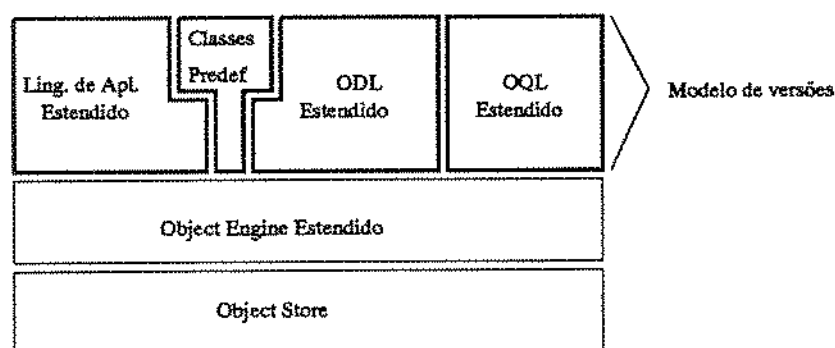 Ling. de Apl.
Estendido
Classes
Predef
ODL
Estendido
OQL
Estendido
Modelo de versões
Object Engine Estendido
Object Store